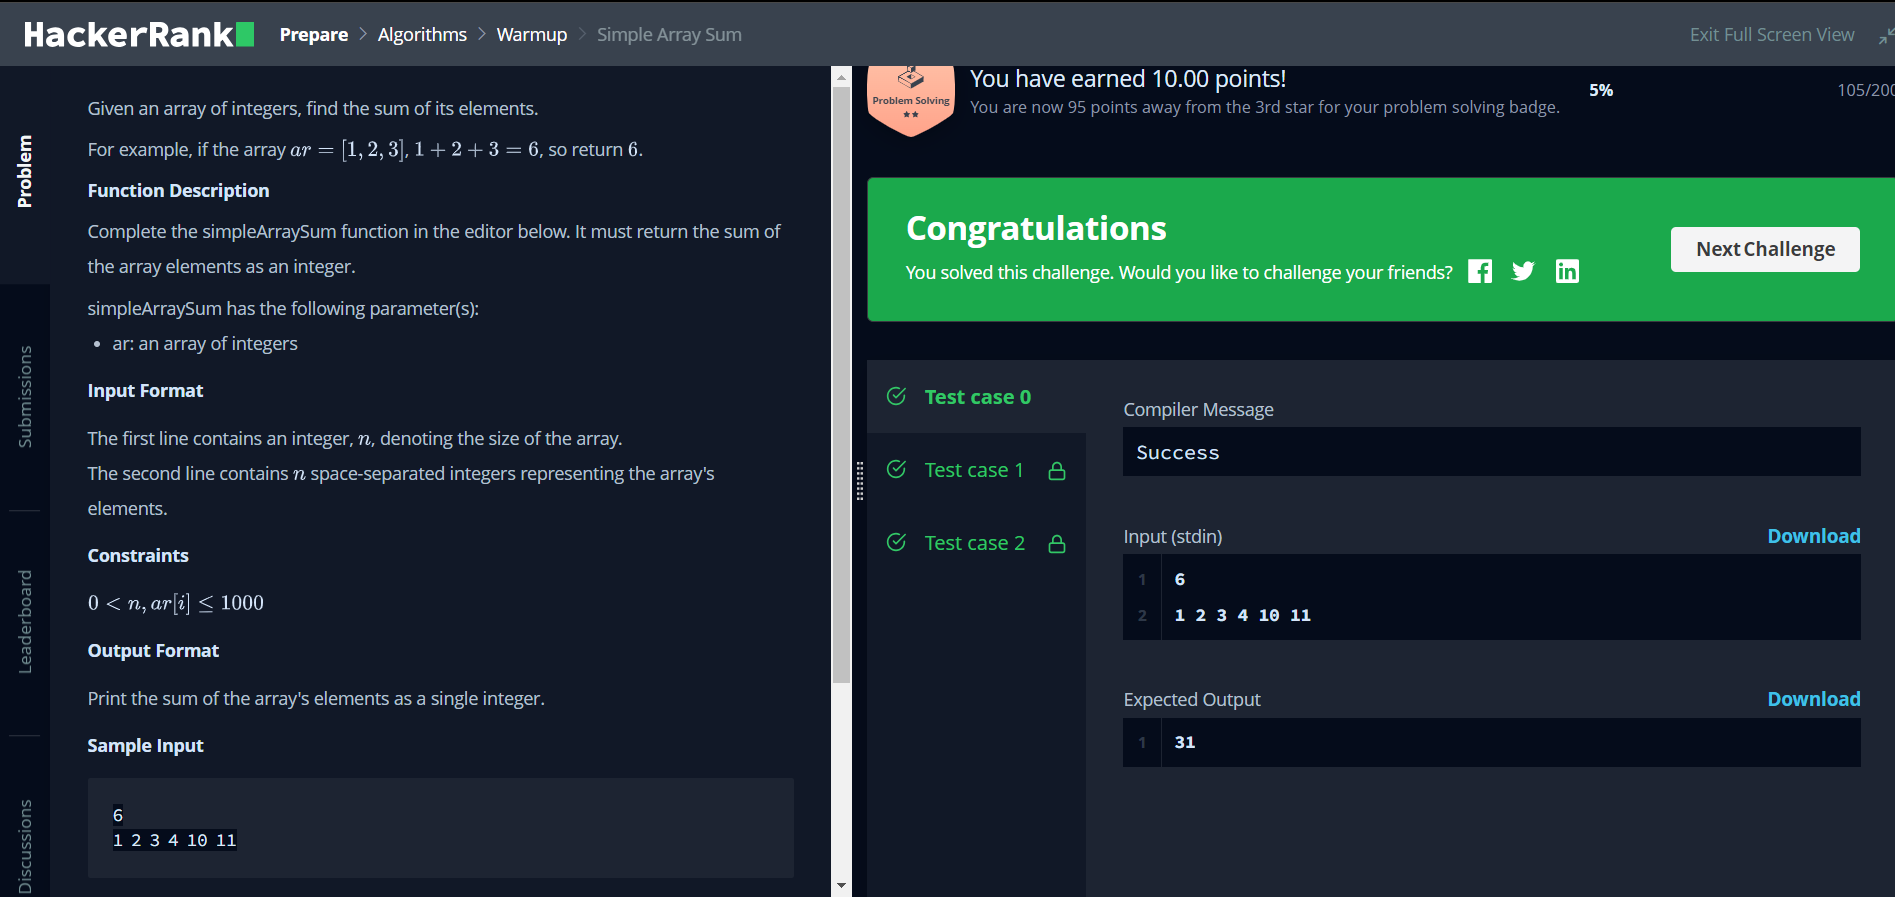 HackerRank
Prepare > Algorithms > Warmup > Simple Array Sum
Exit Full Screen View
Problem
Submissions
Leaderboard
Discussions
Given an array of integers, find the sum of its elements.
For example, if the array ar = [1, 2, 3], 1 + 2 + 3 = 6, so return 6.
Function Description
Complete the simpleArraySum function in the editor below. It must return the sum of
the array elements as an integer.
simpleArraySum has the following parameter(s):
• ar: an array of integers
Input Format
The first line contains an integer, n, denoting the size of the array.
The second line contains n space-separated integers representing the array's
elements.
Constraints
0 < n, ar[i] ≤ 1000
Output Format
Print the sum of the array's elements as a single integer.
Sample Input
6
1 2 3 4 10 11
Problem Solving
You have earned 10.00 points!
You are now 95 points away from the 3rd star for your problem solving badge.
5%
105/200
Congratulations
You solved this challenge. Would you like to challenge your friends?
Next Challenge
Test case 0
Test case 1
Test case 2
Compiler Message
Success
Input (stdin)
Download
1 6
2 1 2 3 4 10 11
Expected Output
Download
1 31